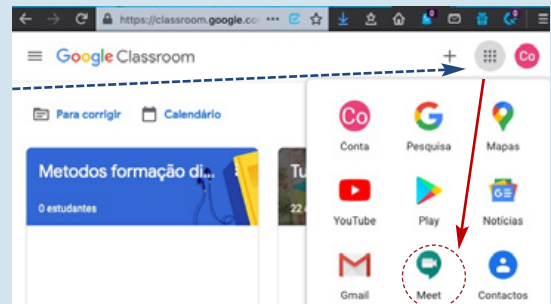 https://classroom.google.co
Google Classroom
Co
Para corrigir
Calendário
Metodos formação di...
0 estudantes
Tu
22
Co
Conta
Pesquisa
Mapas
YouTube
Play
Notícias
Gmail
Meet
Contactos